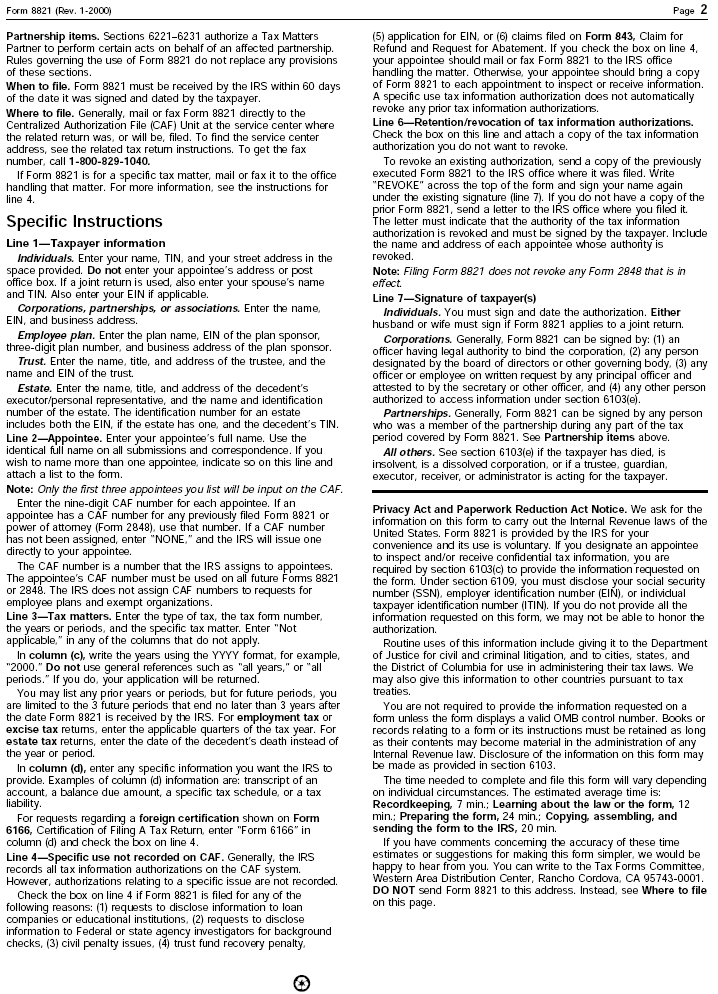 Form 8821 (Rev. 1-2000)
Page 2
Partnership items. Sections 6221–6231 authorize a Tax Matters
Partner to perform certain acts on behalf of an affected partnership.
Rules governing the use of Form 8821 do not replace any provisions
of these sections.
When to file. Form 8821 must be received by the IRS within 60 days
of the date it was signed and dated by the taxpayer.
Where to file. Generally, mail or fax Form 8821 directly to the
Centralized Authorization File (CAF) Unit at the service center where
the related return was, or will be, filed. To find the service center
address, see the related tax return instructions. To get the fax
number, call 1-800-829-1040.
If Form 8821 is for a specific tax matter, mail or fax it to the office
handling that matter. For more information, see the instructions for
line 4.
Specific Instructions
Line 1—Taxpayer information
Individuals. Enter your name, TIN, and your street address in the
space provided. Do not enter your appointee's address or post
office box. If a joint return is used, also enter your spouse's name
and TIN. Also enter your EIN if applicable.
Corporations, partnerships, or associations. Enter the name,
EIN, and business address.
Employee plan. Enter the plan name, EIN of the plan sponsor,
three-digit plan number, and business address of the plan sponsor.
Trust. Enter the name, title, and address of the trustee, and the
name and EIN of the trust.
Estate. Enter the name, title, and address of the decedent's
executor/personal representative, and the name and identification
number of the estate. The identification number for an estate
includes both the EIN, if the estate has one, and the decedent's TIN.
Line 2—Appointee. Enter your appointee's full name. Use the
identical full name on all submissions and correspondence. If you
wish to name more than one appointee, indicate so on this line and
attach a list to the form.
Note: Only the first three appointees you list will be input on the CAF.
Enter the nine-digit CAF number for each appointee. If an
appointee has a CAF number for any previously filed Form 8821 or
power of attorney (Form 2848), use that number. If a CAF number
has not been assigned, enter "NONE," and the IRS will issue one
directly to your appointee.
The CAF number is a number that the IRS assigns to appointees.
The appointee's CAF number must be used on all future Forms 8821
or 2848. The IRS does not assign CAF numbers to requests for
employee plans and exempt organizations.
Line 3—Tax matters. Enter the type of tax, the tax form number,
the years or periods, and the specific tax matter. Enter "Not
applicable," in any of the columns that do not apply.
In column (c), write the years using the YYYY format, for example,
"2000." Do not use general references such as "all years," or "all
periods." If you do, your application will be returned.
You may list any prior years or periods, but for future periods, you
are limited to the 3 future periods that end no later than 3 years after
the date Form 8821 is received by the IRS. For employment tax or
excise tax returns, enter the applicable quarters of the tax year. For
estate tax returns, enter the date of the decedent's death instead of
the year or period.
In column (d), enter any specific information you want the IRS to
provide. Examples of column (d) information are: transcript of an
account, a balance due amount, a specific tax schedule, or a tax
liability.
For requests regarding a foreign certification shown on Form
6166, Certification of Filing A Tax Return, enter "Form 6166" in
column (d) and check the box on line 4.
Line 4—Specific use not recorded on CAF. Generally, the IRS
records all tax information authorizations on the CAF system.
However, authorizations relating to a specific issue are not recorded.
Check the box on line 4 if Form 8821 is filed for any of the
following reasons: (1) requests to disclose information to loan
companies or educational institutions, (2) requests to disclose
information to Federal or state agency investigators for background
checks, (3) civil penalty issues, (4) trust fund recovery penalty,
(5) application for EIN, or (6) claims filed on Form 843, Claim for
Refund and Request for Abatement. If you check the box on line 4,
your appointee should mail or fax Form 8821 to the IRS office
handling the matter. Otherwise, your appointee should bring a copy
of Form 8821 to each appointment to inspect or receive information.
A specific use tax information authorization does not automatically
revoke any prior tax information authorizations.
Line 6—Retention/revocation of tax information authorizations.
Check the box on this line and attach a copy of the tax information
authorization you do not want to revoke.
To revoke an existing authorization, send a copy of the previously
executed Form 8821 to the IRS office where it was filed. Write
"REVOKE" across the top of the form and sign your name again
under the existing signature (line 7). If you do not have a copy of the
prior Form 8821, send a letter to the IRS office where you filed it.
The letter must indicate that the authority of the tax information
authorization is revoked and must be signed by the taxpayer. Include
the name and address of each appointee whose authority is
revoked.
Note: Filing Form 8821 does not revoke any Form 2848 that is in
effect.
Line 7—Signature of taxpayer(s)
Individuals. You must sign and date the authorization. Either
husband or wife must sign if Form 8821 applies to a joint return.
Corporations. Generally, Form 8821 can be signed by: (1) an
officer having legal authority to bind the corporation, (2) any person
designated by the board of directors or other governing body, (3) any
officer or employee on written request by any principal officer and
attested to by the secretary or other officer, and (4) any other person
authorized to access information under section 6103(e).
Partnerships. Generally, Form 8821 can be signed by any person
who was a member of the partnership during any part of the tax
period covered by Form 8821. See Partnership items above.
All others. See section 6103(e) if the taxpayer has died, is
insolvent, is a dissolved corporation, or if a trustee, guardian,
executor, receiver, or administrator is acting for the taxpayer.
Privacy Act and Paperwork Reduction Act Notice. We ask for the
information on this form to carry out the Internal Revenue laws of the
United States. Form 8821 is provided by the IRS for your
convenience and its use is voluntary. If you designate an appointee
to inspect and/or receive confidential tax information, you are
required by section 6103(c) to provide the information requested on
the form. Under section 6109, you must disclose your social security
number (SSN), employer identification number (EIN), or individual
taxpayer identification number (ITIN). If you do not provide all the
information requested on this form, we may not be able to honor the
authorization.
Routine uses of this information include giving it to the Department
of Justice for civil and criminal litigation, and to cities, states, and
the District of Columbia for use in administering their tax laws. We
may also give this information to other countries pursuant to tax
treaties.
You are not required to provide the information requested on a
form unless the form displays a valid OMB control number. Books or
records relating to a form or its instructions must be retained as long
as their contents may become material in the administration of any
Internal Revenue law. Disclosure of the information on this form may
be made as provided in section 6103.
The time needed to complete and file this form will vary depending
on individual circumstances. The estimated average time is:
Recordkeeping, 7 min.; Learning about the law or the form, 12
min.; Preparing the form, 24 min.; Copying, assembling, and
sending the form to the IRS, 20 min.
If you have comments concerning the accuracy of these time
estimates or suggestions for making this form simpler, we would be
happy to hear from you. You can write to the Tax Forms Committee,
Western Area Distribution Center, Rancho Cordova, CA 95743-0001.
DO NOT send Form 8821 to this address. Instead, see Where to file
on this page.